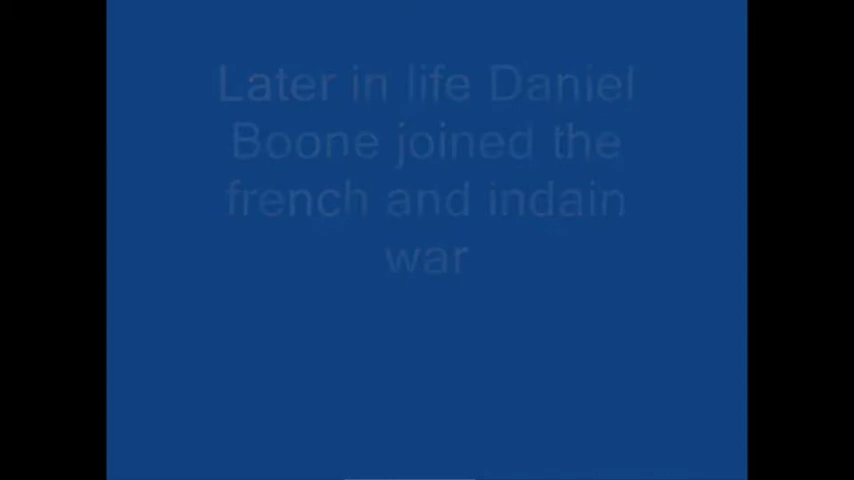 Later in life Daniel
Boone joined the
french and indain
war